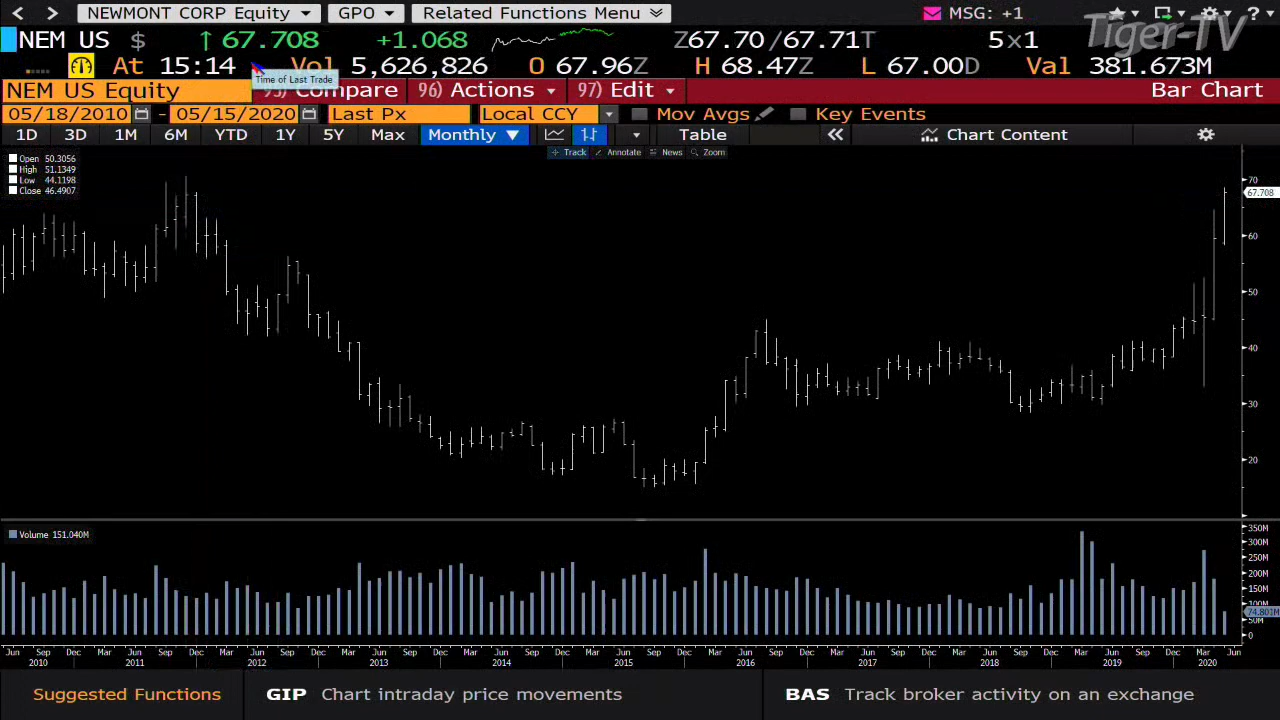 NEWMONT CORP Equity GPO Related Functions Menu MSG: +1 ?
NEM US $ ↑ 67.708 +1.068 Z67.70/67.71T 5x1 Tiger-TV
At 15:14 Vol 5,626,826 O 67.96Z H 68.47Z L 67.00D Val 381.673M
Time of Last Trade
NEM US Equity 95) Compare 96) Actions 97) Edit Bar Chart
05/18/2010 - 05/15/2020 Last Px Local CCY Mov Avgs Key Events
1D 3D 1M 6M YTD 1Y 5Y Max Monthly ▼ Table « Chart Content
Track Annotate News Zoom
Open 50.3056
High 51.1349
Low 44.1198
Close 46.4907
70
67.708
60
50
40
30
20
Volume 151.040M
350M
300M
250M
200M
150M
100M
74.801M
50M
0
Jun Sep Dec Mar Jun Sep Dec Mar Jun Sep Dec Mar Jun Sep Dec Mar Jun Sep Dec Mar Jun Sep Dec Mar Jun Sep Dec Mar Jun Sep Dec Mar Jun Sep Dec Mar Jun Sep Dec Mar Jun
2010 2011 2012 2013 2014 2015 2016 2017 2018 2019 2020
Suggested Functions GIP Chart intraday price movements BAS Track broker activity on an exchange